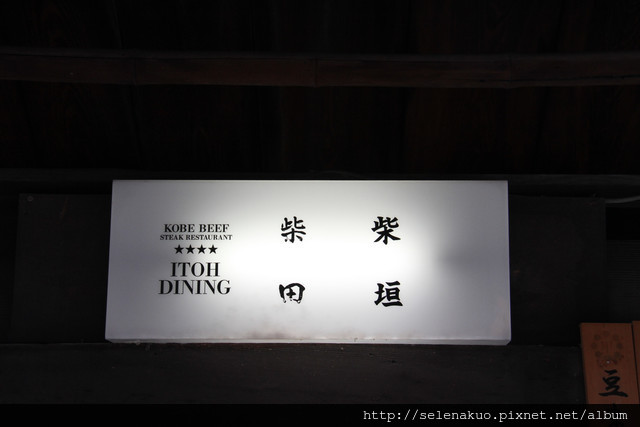 KOBE BEEF
STEAK RESTAURANT
★★★★
ITOH
DINING
柴垣
柴田
豆
http://selenakuo.pixnet.net/album